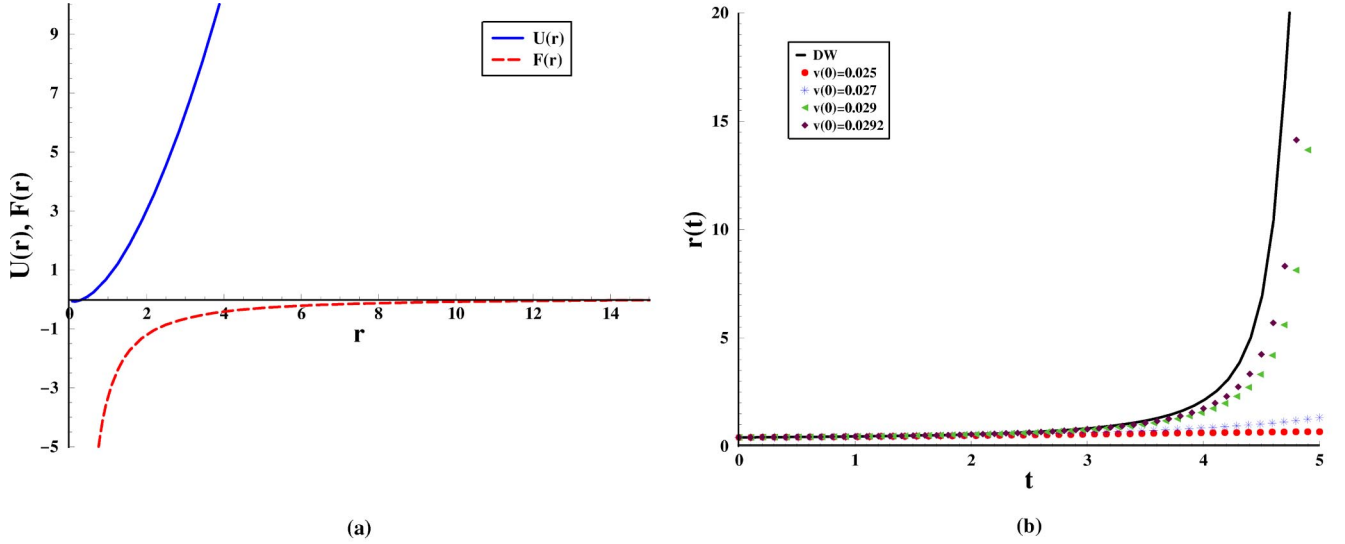 U(r)
F(r)
U(r), F(r)
9
7
5
3
1
−1
−3
−5
0
2
4
6
8
10
12
14
r
(a)
DW
v(0)=0.025
v(0)=0.027
v(0)=0.029
v(0)=0.0292
r(t)
20
15
10
5
0
0
1
2
3
4
5
t
(b)